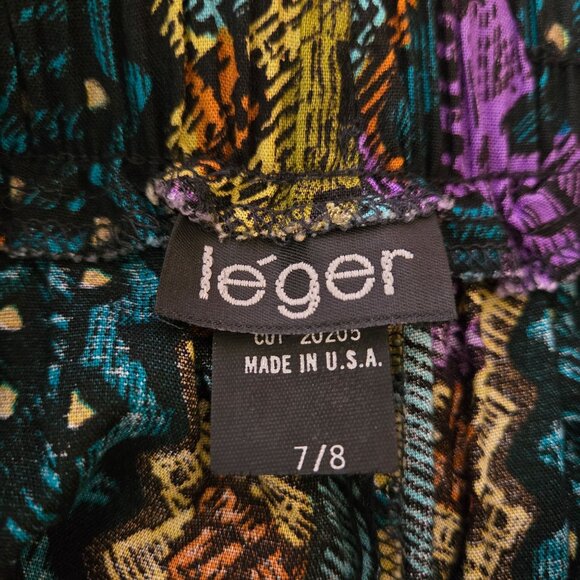 léger
CUT 20205
MADE IN U.S.A.
7/8